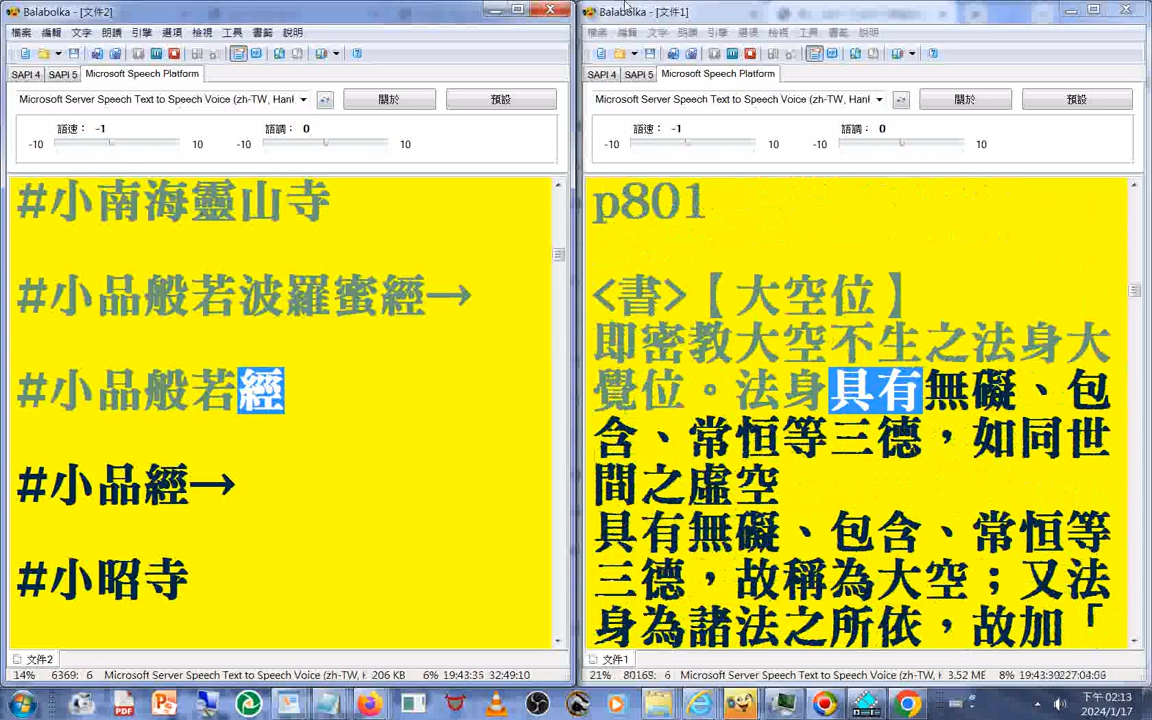 Balabolka - [文件2]
檔案 編輯 文字 朗讀 引擎 選項 檢視 工具 書籤 說明
SAPI 4 SAPI 5 Microsoft Speech Platform
Microsoft Server Speech Text to Speech Voice (zh-TW, Hanl
關於 預設
語速： -1 語調： 0
-10 10 -10 10
#小南海靈山寺
#小品般若波羅蜜經→
#小品般若經
#小品經→
#小昭寺
文件2
14% 6369: 6 Microsoft Server Speech Text to Speech Voice (zh-TW, H 206 KB 6% 19:43:35 32:49:10
Balabolka - [文件1]
檔案 編輯 文字 朗讀 引擎 選項 檢視 工具 書籤 說明
SAPI 4 SAPI 5 Microsoft Speech Platform
Microsoft Server Speech Text to Speech Voice (zh-TW, Hanl
關於 預設
語速： -1 語調： 0
-10 10 -10 10
p801
<書>【大空位】
即密教大空不生之法身大
覺位。法身具有無礙、包
含、常恒等三德，如同世
間之虛空
具有無礙、包含、常恒等
三德，故稱為大空；又法
身為諸法之所依，故加「
文件1
21% 80169: 6 Microsoft Server Speech Text to Speech Voice (zh-TW, H 3.52 ME 8% 19:43:30 227:04:06
PDF
下午 02:13
2024/1/17